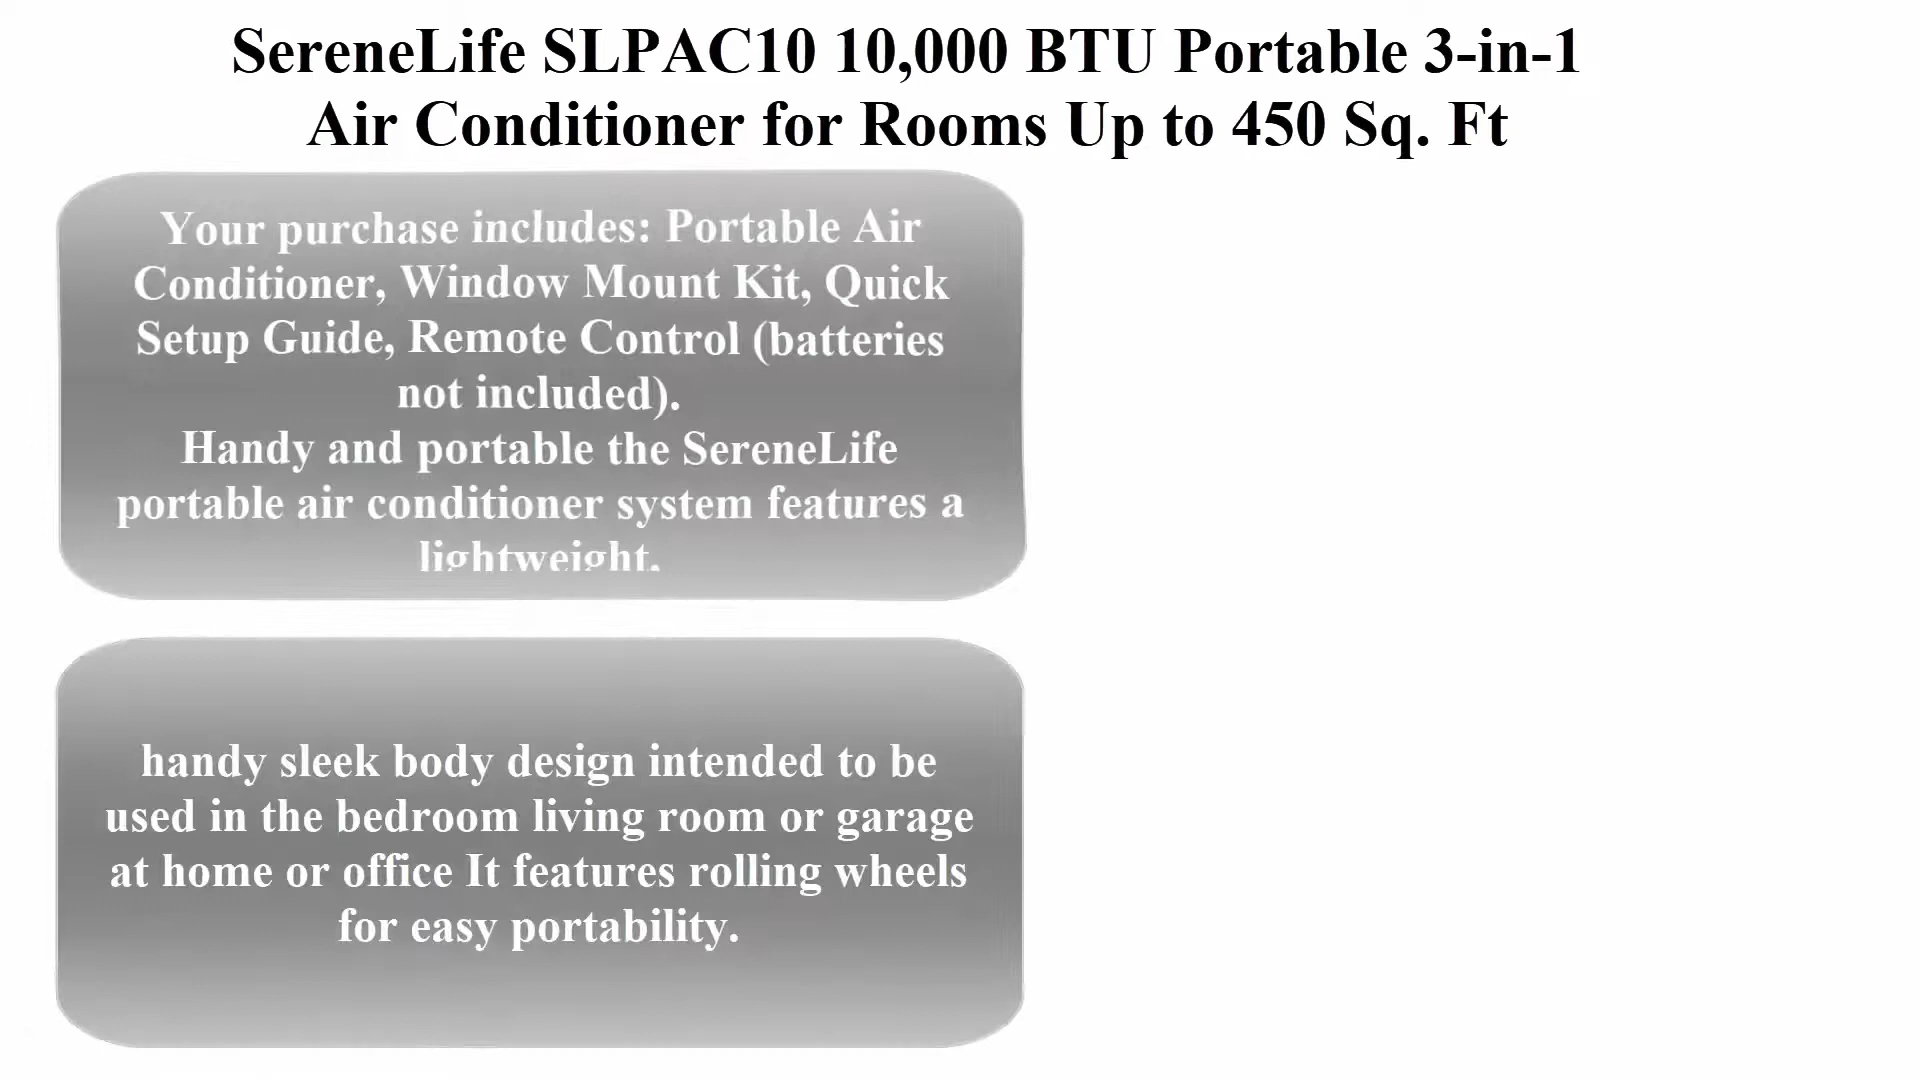 SereneLife SLPAC10 10,000 BTU Portable 3-in-1
Air Conditioner for Rooms Up to 450 Sq. Ft
Your purchase includes: Portable Air
Conditioner, Window Mount Kit, Quick
Setup Guide, Remote Control (batteries
not included).
Handy and portable the SereneLife
portable air conditioner system features a
lightweight.
handy sleek body design intended to be
used in the bedroom living room or garage
at home or office It features rolling wheels
for easy portability.